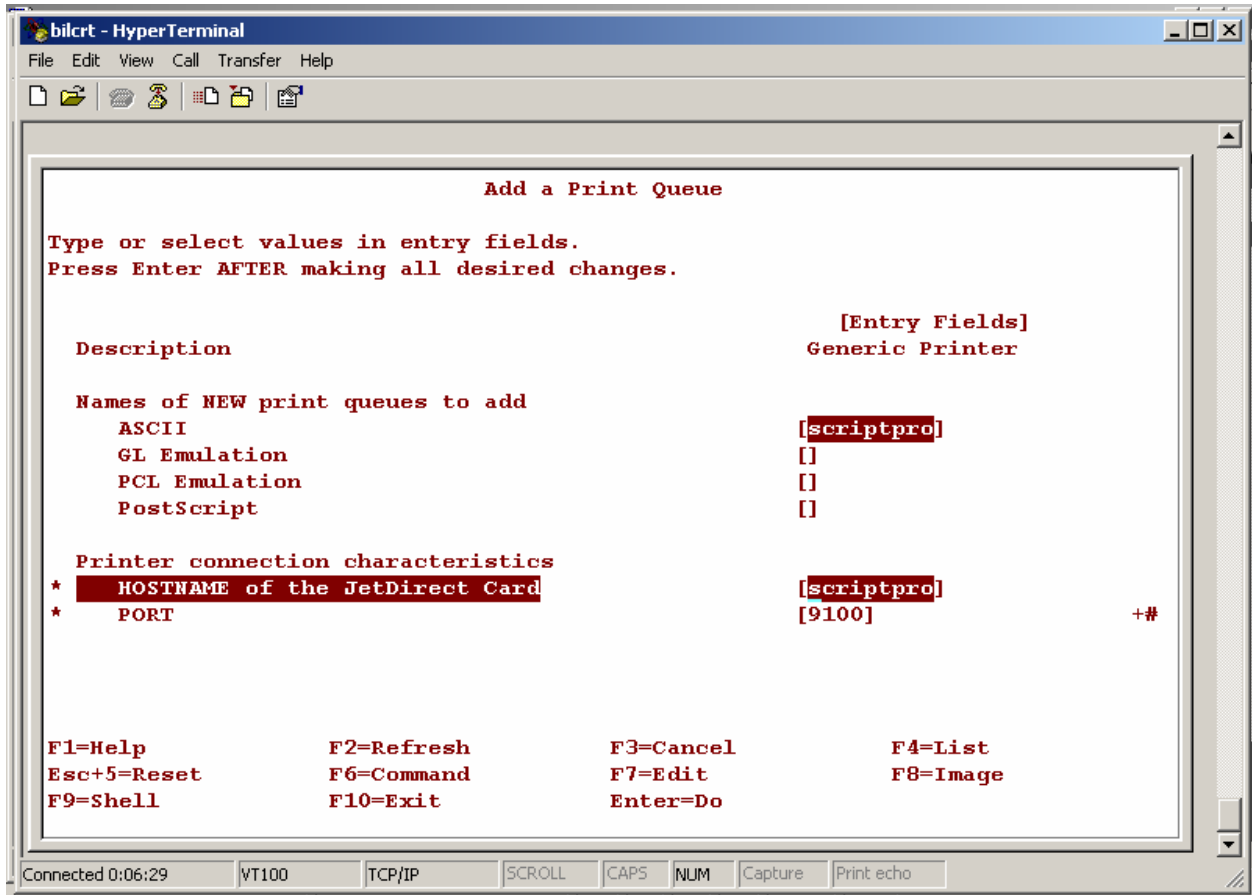 bilcrt - HyperTerminal
File Edit View Call Transfer Help
Add a Print Queue
Type or select values in entry fields.
Press Enter AFTER making all desired changes.
[Entry Fields]
Description Generic Printer
Names of NEW print queues to add
ASCII [scriptpro]
GL Emulation []
PCL Emulation []
PostScript []
Printer connection characteristics
* HOSTNAME of the JetDirect Card [scriptpro]
* PORT [9100] +#
F1=Help F2=Refresh F3=Cancel F4=List
Esc+5=Reset F6=Command F7=Edit F8=Image
F9=Shell F10=Exit Enter=Do
Connected 0:06:29 VT100 TCP/IP SCROLL CAPS NUM Capture Print echo